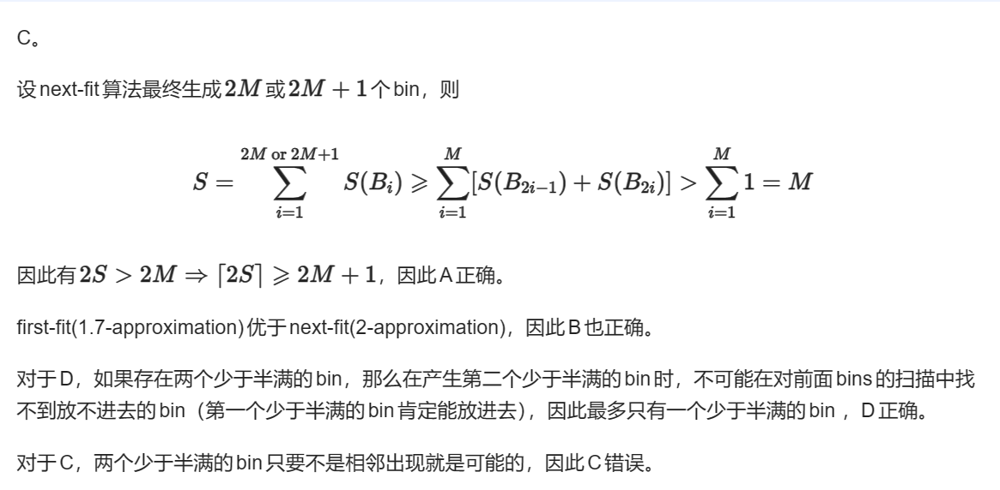 C。
设next-fit算法最终生成2M或2M + 1个bin，则
S = \sum_{i=1}^{2M or 2M+1} S(B_i) ⩾ \sum_{i=1}^{M} [S(B_{2i−1}) + S(B_{2i})] > \sum_{i=1}^{M} 1 = M
因此有2S > 2M ⇒ ⌈2S⌉ ⩾ 2M + 1，因此A正确。
first-fit(1.7-approximation)优于next-fit(2-approximation)，因此B也正确。
对于D，如果存在两个少于半满的bin，那么在产生第二个少于半满的bin时，不可能在对前面bins的扫描中找
不到放不进去的bin（第一个少于半满的bin肯定能放进去），因此最多只有一个少于半满的bin ，D正确。
对于C，两个少于半满的bin只要不是相邻出现就是可能的，因此C错误。